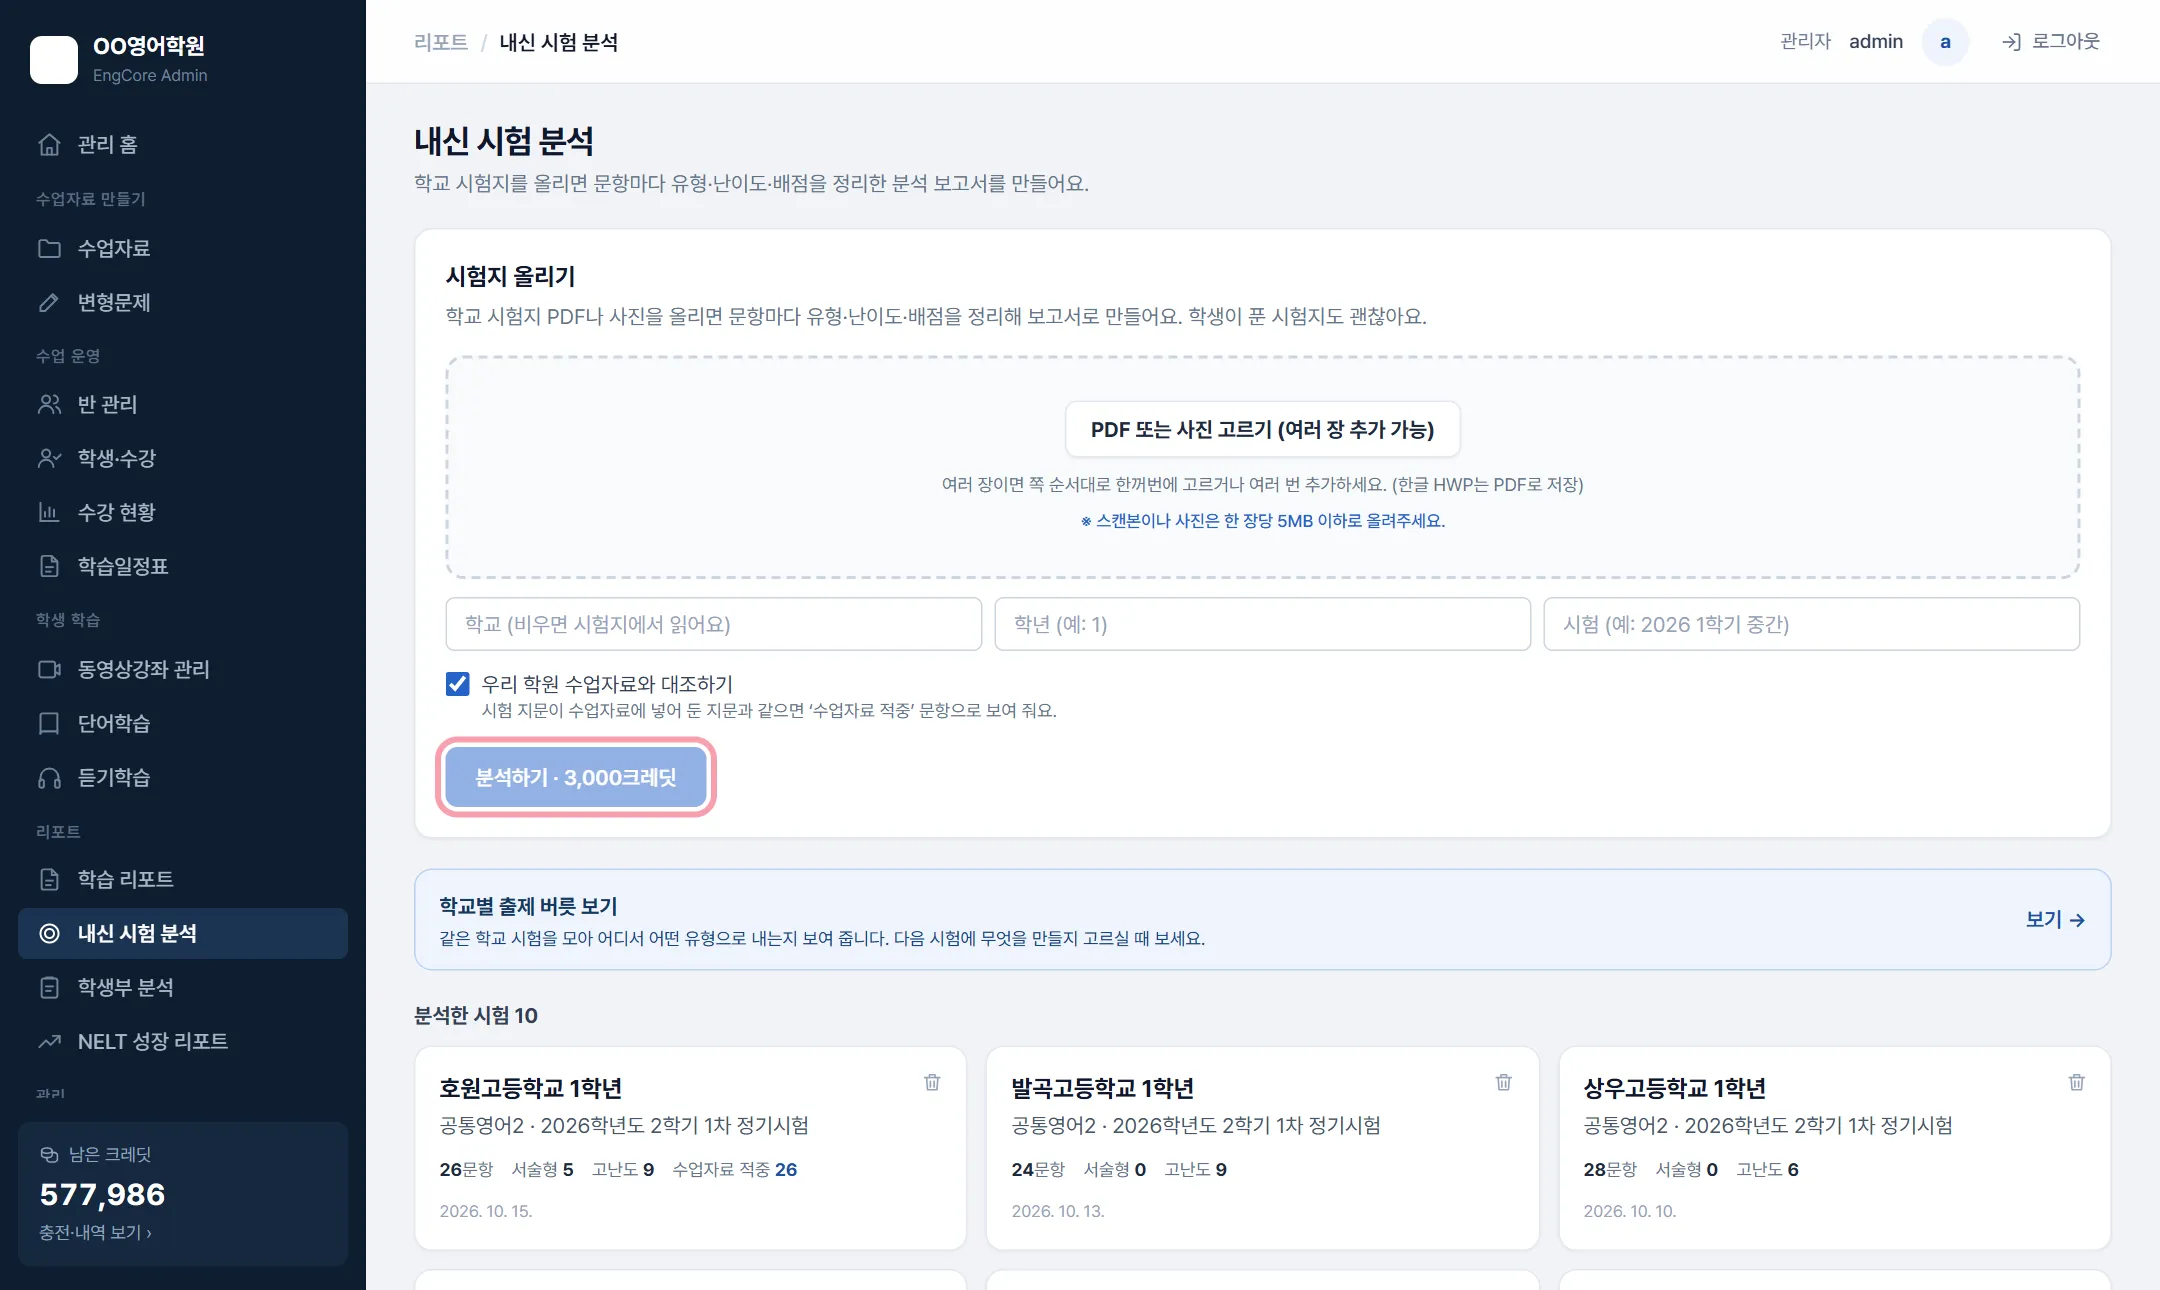 OO영어학원
EngCore Admin
관리 홈
수업자료 만들기
수업자료
변형문제
수업 운영
반 관리
학생·수강
수강 현황
학습일정표
학생 학습
동영상강좌 관리
단어학습
듣기학습
리포트
학습 리포트
내신 시험 분석
학생부 분석
NELT 성장 리포트
관리
남은 크레딧
577,986
충전·내역 보기 ›
리포트 / 내신 시험 분석
관리자 admin a 로그아웃
내신 시험 분석
학교 시험지를 올리면 문항마다 유형·난이도·배점을 정리한 분석 보고서를 만들어요.
시험지 올리기
학교 시험지 PDF나 사진을 올리면 문항마다 유형·난이도·배점을 정리해 보고서로 만들어요. 학생이 푼 시험지도 괜찮아요.
PDF 또는 사진 고르기 (여러 장 추가 가능)
여러 장이면 쪽 순서대로 한꺼번에 고르거나 여러 번 추가하세요. (한글 HWP는 PDF로 저장)
※ 스캔본이나 사진은 한 장당 5MB 이하로 올려주세요.
학교 (비우면 시험지에서 읽어요)
학년 (예: 1)
시험 (예: 2026 1학기 중간)
우리 학원 수업자료와 대조하기
시험 지문이 수업자료에 넣어 둔 지문과 같으면 ‘수업자료 적중’ 문항으로 보여 줘요.
분석하기 · 3,000크레딧
학교별 출제 버릇 보기
같은 학교 시험을 모아 어디서 어떤 유형으로 내는지 보여 줍니다. 다음 시험에 무엇을 만들지 고르실 때 보세요.
보기 →
분석한 시험 10
호원고등학교 1학년
공통영어2 · 2026학년도 2학기 1차 정기시험
26문항 서술형 5 고난도 9 수업자료 적중 26
2026. 10. 15.
발곡고등학교 1학년
공통영어2 · 2026학년도 2학기 1차 정기시험
24문항 서술형 0 고난도 9
2026. 10. 13.
상우고등학교 1학년
공통영어2 · 2026학년도 2학기 1차 정기시험
28문항 서술형 0 고난도 6
2026. 10. 10.